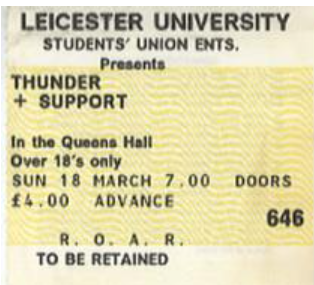 LEICESTER UNIVERSITY
STUDENTS' UNION ENTS.
Presents
THUNDER
+ SUPPORT
In the Queens Hall
Over 18's only
SUN 18 MARCH 7.00 DOORS
£4.00 ADVANCE
646
R. O. A. R.
TO BE RETAINED